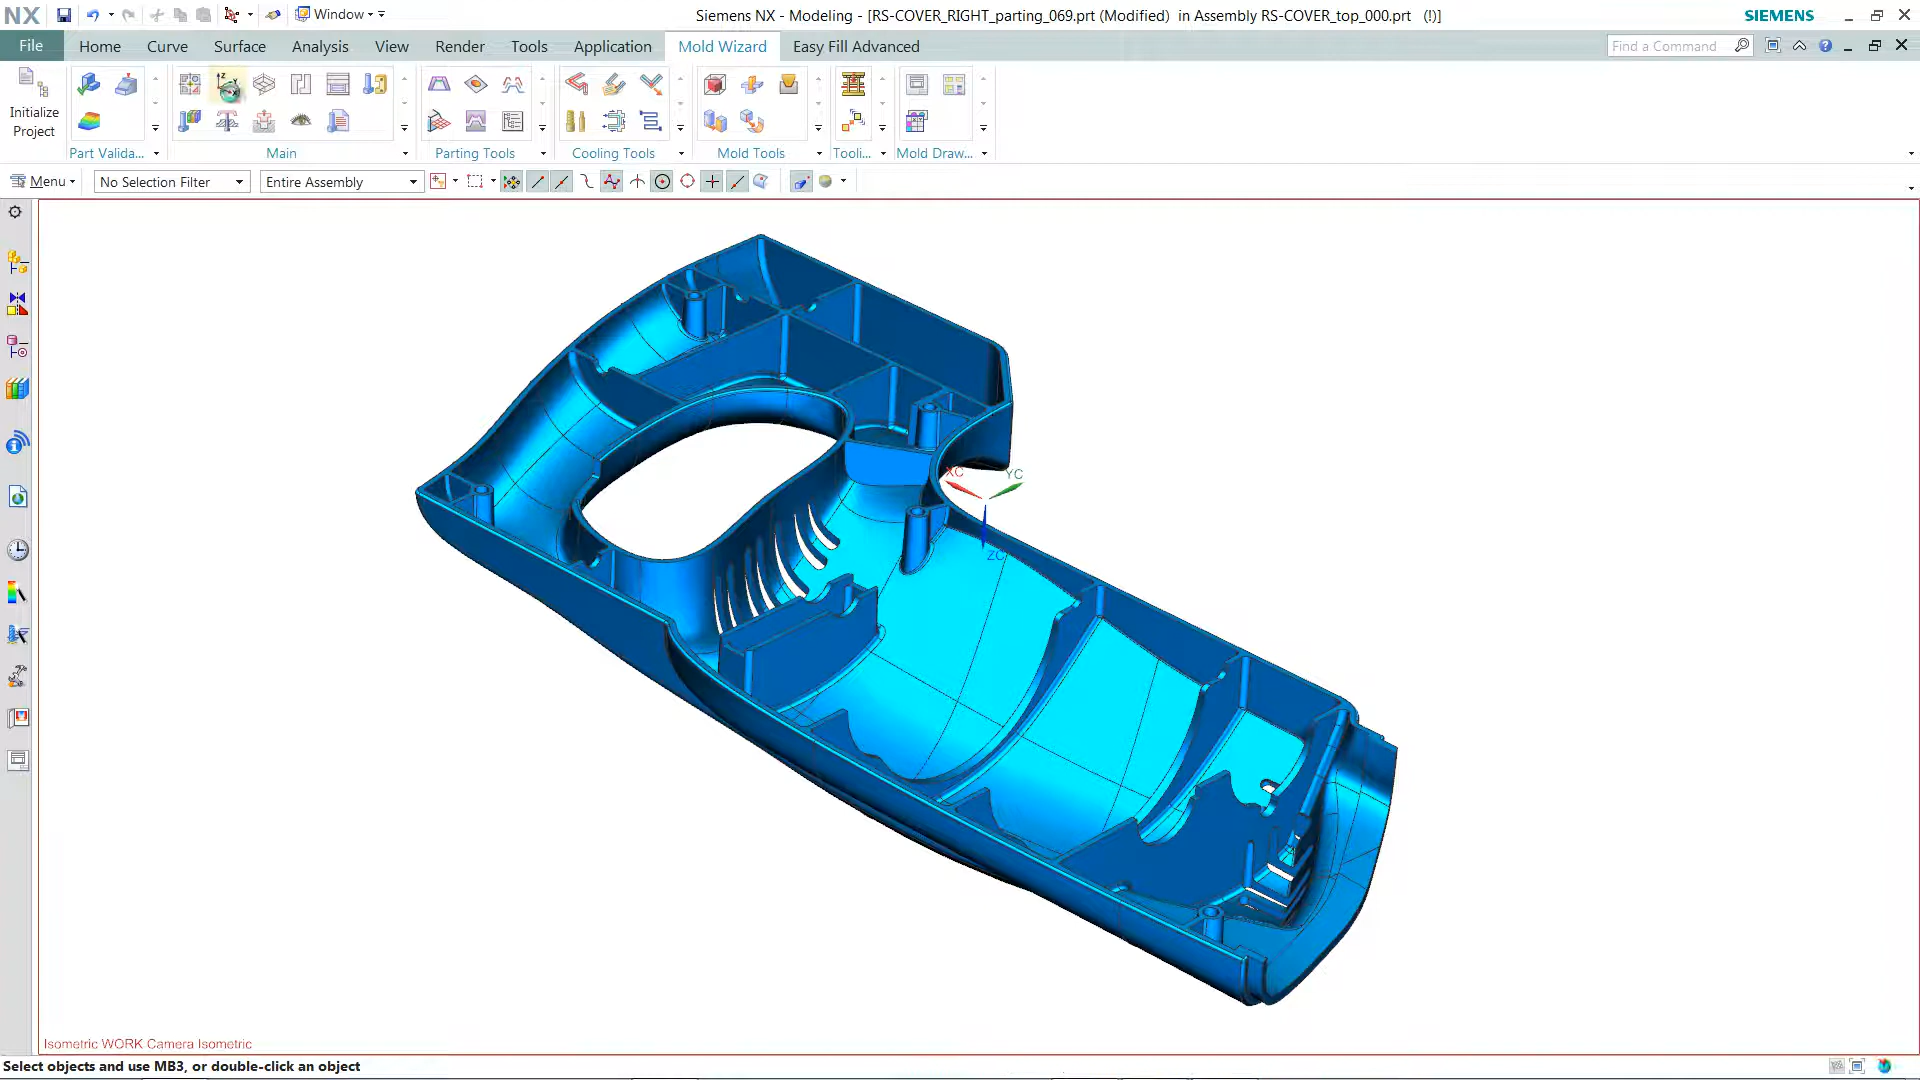 NX Window Siemens NX - Modeling - [RS-COVER_RIGHT_parting_069.prt (Modified) in Assembly RS-COVER_top_000.prt (!)] SIEMENS
File Home Curve Surface Analysis View Render Tools Application Mold Wizard Easy Fill Advanced Find a Command
Initialize
Project
Part Valida... Main Parting Tools Cooling Tools Mold Tools Tooli... Mold Draw...
Menu No Selection Filter Entire Assembly
XC YC
ZC
Isometric WORK Camera Isometric
Select objects and use MB3, or double-click an object